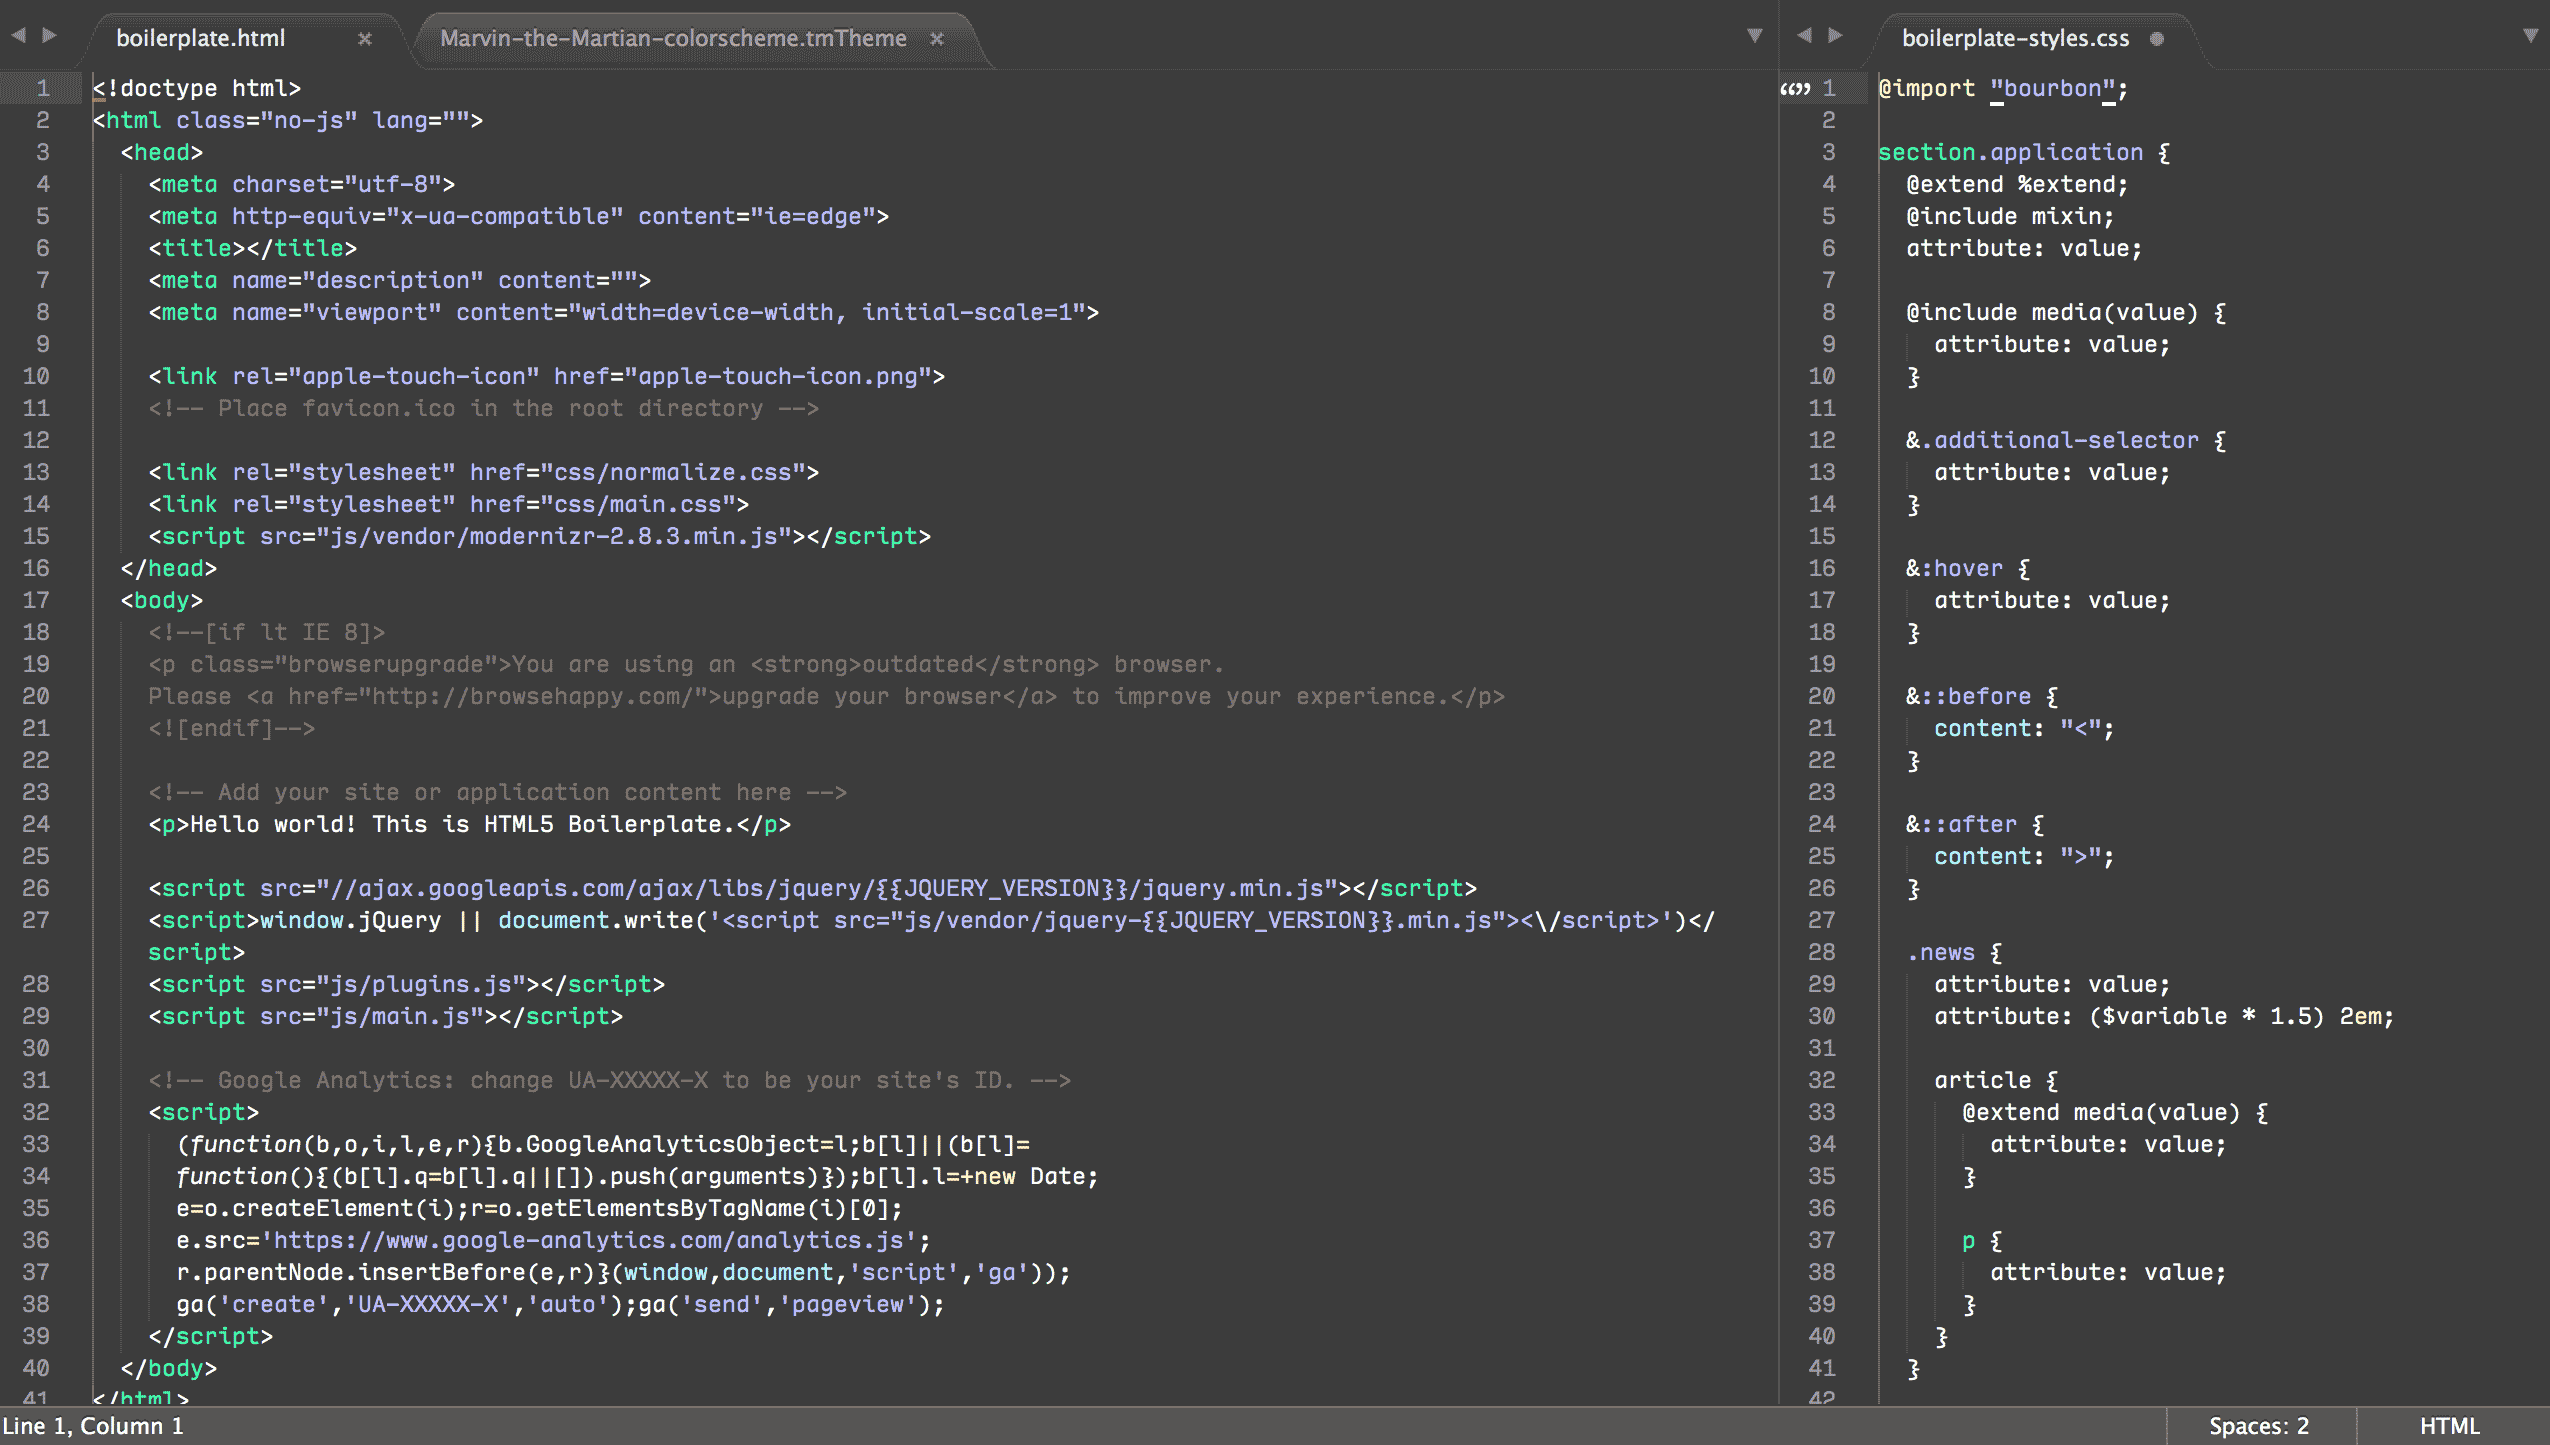 boilerplate.html × Marvin-the-Martian-colorscheme.tmTheme ×
1 <!doctype html>
2 <html class="no-js" lang="">
3   <head>
4     <meta charset="utf-8">
5     <meta http-equiv="x-ua-compatible" content="ie=edge">
6     <title></title>
7     <meta name="description" content="">
8     <meta name="viewport" content="width=device-width, initial-scale=1">
9
10     <link rel="apple-touch-icon" href="apple-touch-icon.png">
11     <!-- Place favicon.ico in the root directory -->
12
13     <link rel="stylesheet" href="css/normalize.css">
14     <link rel="stylesheet" href="css/main.css">
15     <script src="js/vendor/modernizr-2.8.3.min.js"></script>
16   </head>
17   <body>
18     <!--[if lt IE 8]>
19     <p class="browserupgrade">You are using an <strong>outdated</strong> browser.
20     Please <a href="http://browsehappy.com/">upgrade your browser</a> to improve your experience.</p>
21     <![endif]-->
22
23     <!-- Add your site or application content here -->
24     <p>Hello world! This is HTML5 Boilerplate.</p>
25
26     <script src="//ajax.googleapis.com/ajax/libs/jquery/{{JQUERY_VERSION}}/jquery.min.js"></script>
27     <script>window.jQuery || document.write('<script src="js/vendor/jquery-{{JQUERY_VERSION}}.min.js"><\/script>')</
    script>
28     <script src="js/plugins.js"></script>
29     <script src="js/main.js"></script>
30
31     <!-- Google Analytics: change UA-XXXXX-X to be your site's ID. -->
32     <script>
33       (function(b,o,i,l,e,r){b.GoogleAnalyticsObject=l;b[l]||(b[l]=
34       function(){(b[l].q=b[l].q||[]).push(arguments)});b[l].l=+new Date;
35       e=o.createElement(i);r=o.getElementsByTagName(i)[0];
36       e.src='https://www.google-analytics.com/analytics.js';
37       r.parentNode.insertBefore(e,r)}(window,document,'script','ga'));
38       ga('create','UA-XXXXX-X','auto');ga('send','pageview');
39     </script>
40   </body>
41 </html>
boilerplate-styles.css
“” 1 @import "bourbon";
2
3 section.application {
4   @extend %extend;
5   @include mixin;
6   attribute: value;
7
8   @include media(value) {
9     attribute: value;
10   }
11
12   &.additional-selector {
13     attribute: value;
14   }
15
16   &:hover {
17     attribute: value;
18   }
19
20   &::before {
21     content: "<";
22   }
23
24   &::after {
25     content: ">";
26   }
27
28   .news {
29     attribute: value;
30     attribute: ($variable * 1.5) 2em;
31
32     article {
33       @extend media(value) {
34         attribute: value;
35       }
36
37       p {
38         attribute: value;
39       }
40     }
41   }
42
Line 1, Column 1 Spaces: 2 HTML